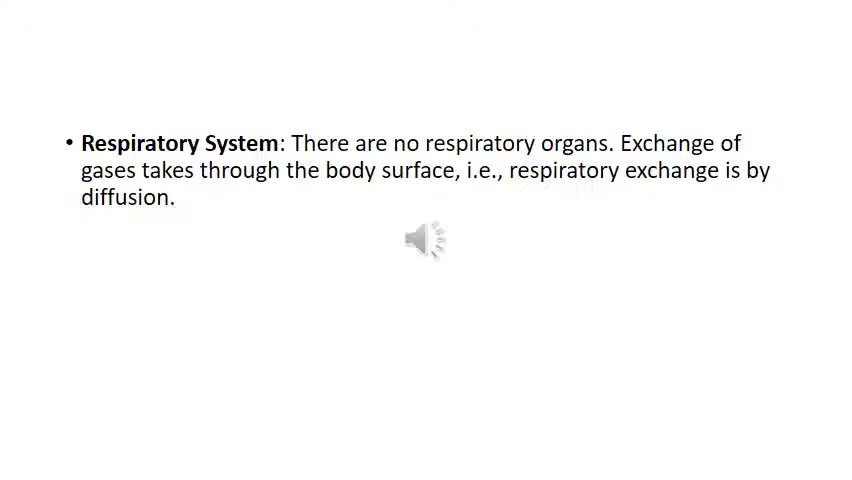 • Respiratory System: There are no respiratory organs. Exchange of
gases takes through the body surface, i.e., respiratory exchange is by
diffusion.